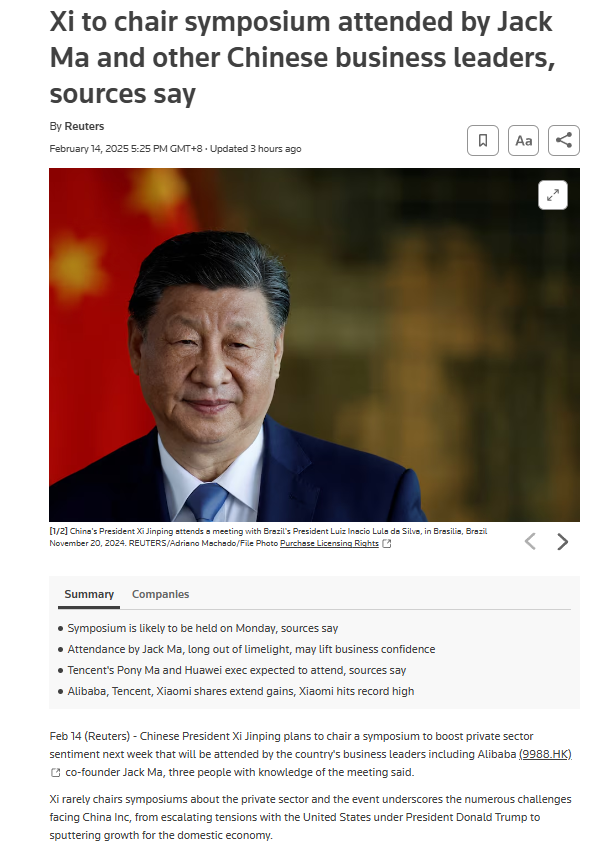 Xi to chair symposium attended by Jack
Ma and other Chinese business leaders,
sources say
By Reuters
February 14, 2025 5:25 PM GMT+8 · Updated 3 hours ago
Aa
[1/2] China's President Xi Jinping attends a meeting with Brazil's President Luiz Inacio Lula da Silva, in Brasilia, Brazil
November 20, 2024. REUTERS/Adriano Machado/File Photo Purchase Licensing Rights
Summary Companies
• Symposium is likely to be held on Monday, sources say
• Attendance by Jack Ma, long out of limelight, may lift business confidence
• Tencent's Pony Ma and Huawei exec expected to attend, sources say
• Alibaba, Tencent, Xiaomi shares extend gains, Xiaomi hits record high
Feb 14 (Reuters) - Chinese President Xi Jinping plans to chair a symposium to boost private sector
sentiment next week that will be attended by the country's business leaders including Alibaba (9988.HK)
co-founder Jack Ma, three people with knowledge of the meeting said.
Xi rarely chairs symposiums about the private sector and the event underscores the numerous challenges
facing China Inc, from escalating tensions with the United States under President Donald Trump to
sputtering growth for the domestic economy.